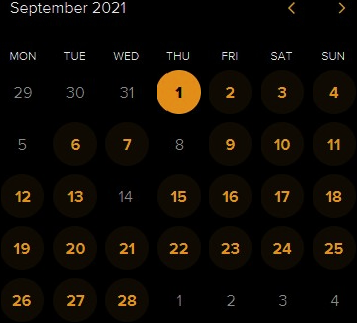 September 2021
MON TUE WED THU FRI SAT SUN
29 30 31 1 2 3 4
5 6 7 8 9 10 11
12 13 14 15 16 17 18
19 20 21 22 23 24 25
26 27 28 1 2 3 4